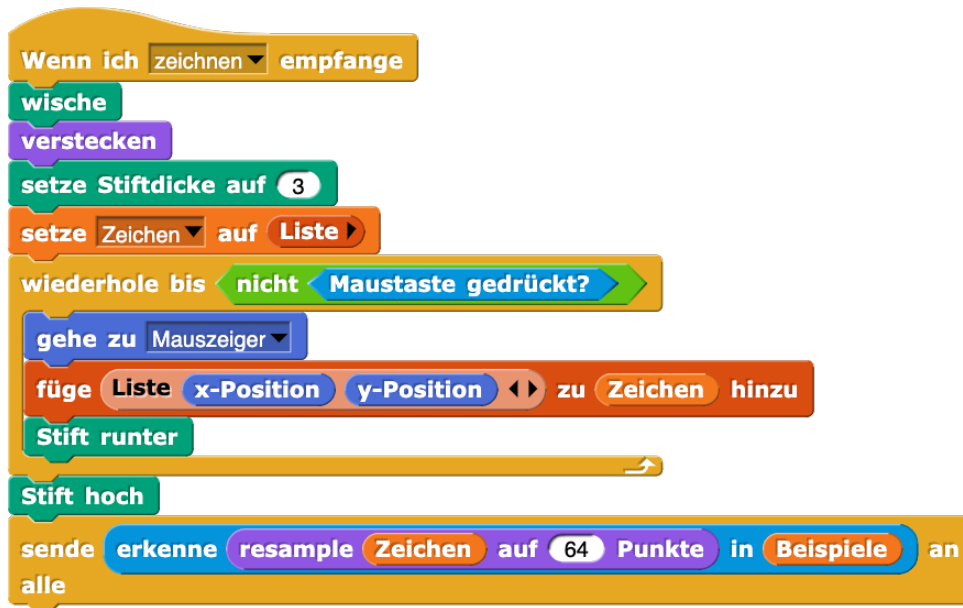 Wenn ich zeichnen empfange
wische
verstecken
setze Stiftdicke auf 3
setze Zeichen auf Liste
wiederhole bis nicht Maustaste gedrückt?
gehe zu Mauszeiger
füge Liste x-Position y-Position zu Zeichen hinzu
Stift runter
Stift hoch
sende erkenne resample Zeichen auf 64 Punkte in Beispiele an
alle